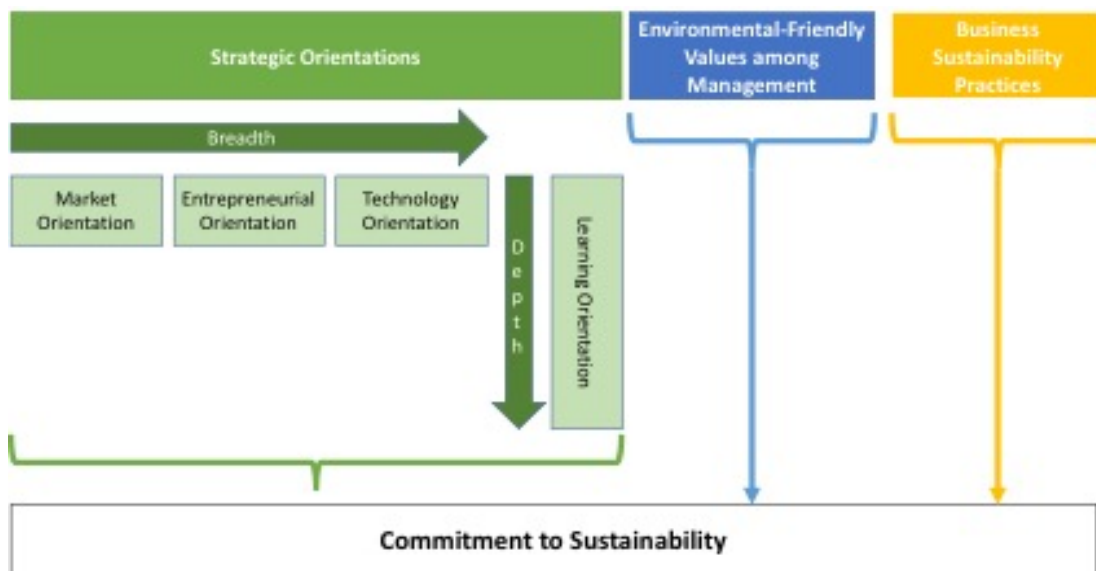 Strategic Orientations
Environmental-Friendly
Values among
Management
Business
Sustainability
Practices
Breadth
Market
Orientation
Entrepreneurial
Orientation
Technology
Orientation
Depth
Learning Orientation
Commitment to Sustainability